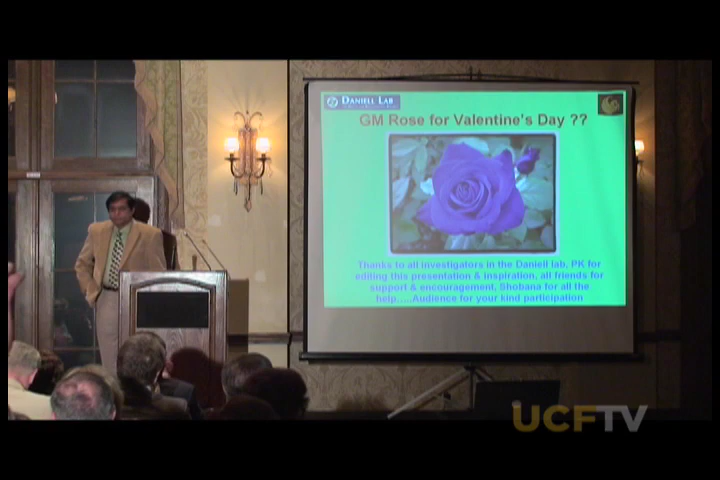 DANIELL LAB
GM Rose for Valentine's Day ??
Thanks to all investigators in the Daniell lab, PK for
editing this presentation & inspiration, all friends for
support & encouragement, Shobana for all the
help.....Audience for your kind participation
UCFTV